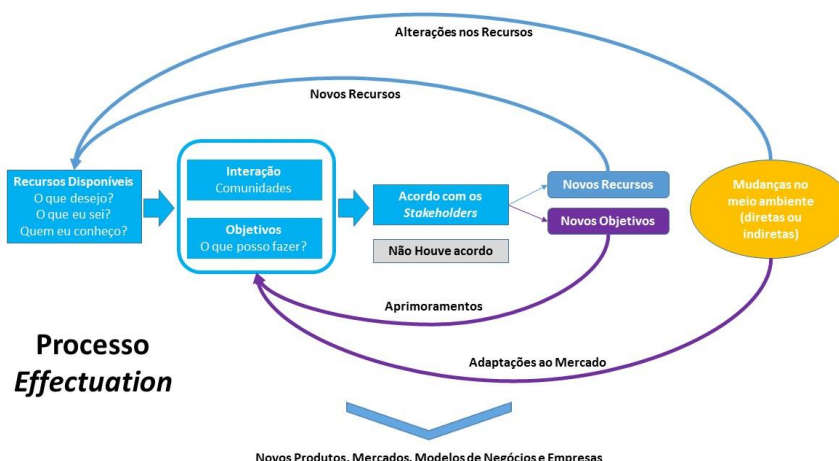 Alterações nos Recursos
Novos Recursos
Recursos Disponíveis
O que desejo?
O que eu sei?
Quem eu conheço?
Interação
Comunidades
Objetivos
O que posso fazer?
Acordo com os
Stakeholders
Não Houve acordo
Novos Recursos
Novos Objetivos
Mudanças no
meio ambiente
(diretas ou
indiretas)
Aprimoramentos
Adaptações ao Mercado
Processo
Effectuation
Novos Produtos, Mercados, Modelos de Negócios e Empresas